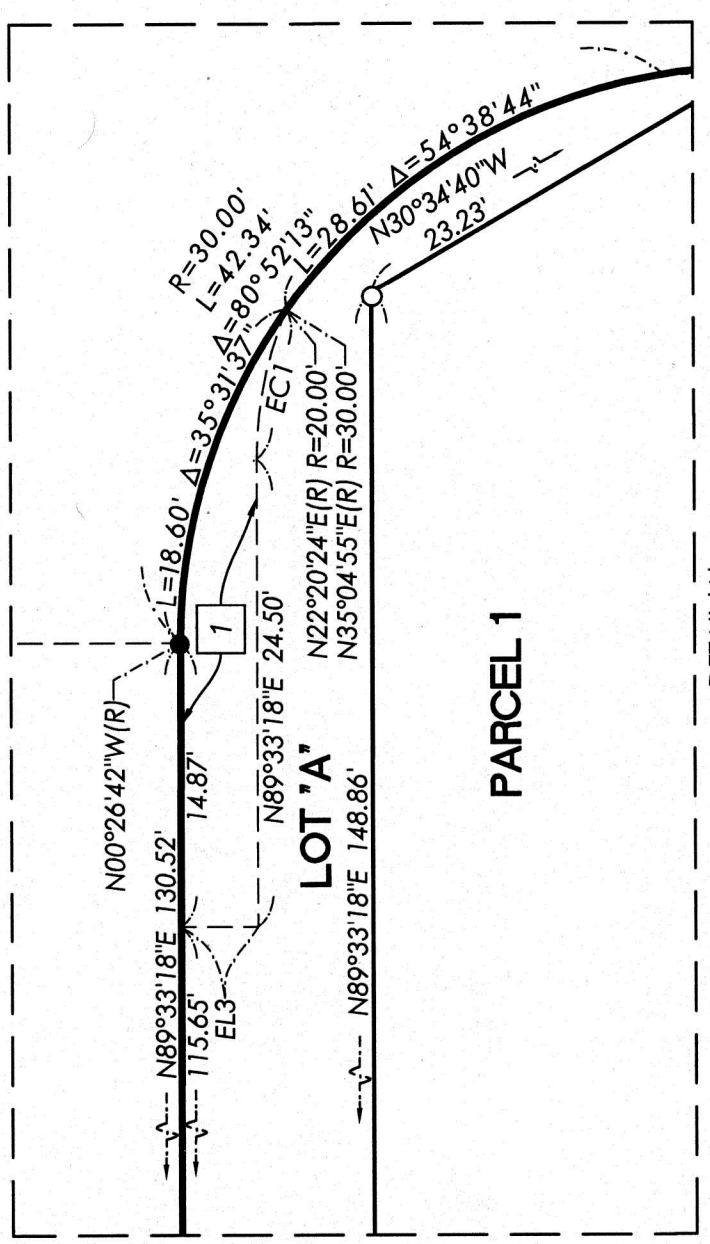 R=30.00'
L=42.34'
Δ=80°52'13"
L=28.61' Δ=54°38'44"
N30°34'40"W
23.23'
L=18.60' Δ=35°31'37"
EC1
N22°20'24"E(R) R=20.00'
N35°04'55"E(R) R=30.00'
1
N00°26'42"W(R)
N89°33'18"E 130.52'
14.87'
115.65'
EL3
N89°33'18"E 24.50'
LOT "A"
N89°33'18"E 148.86'
PARCEL 1